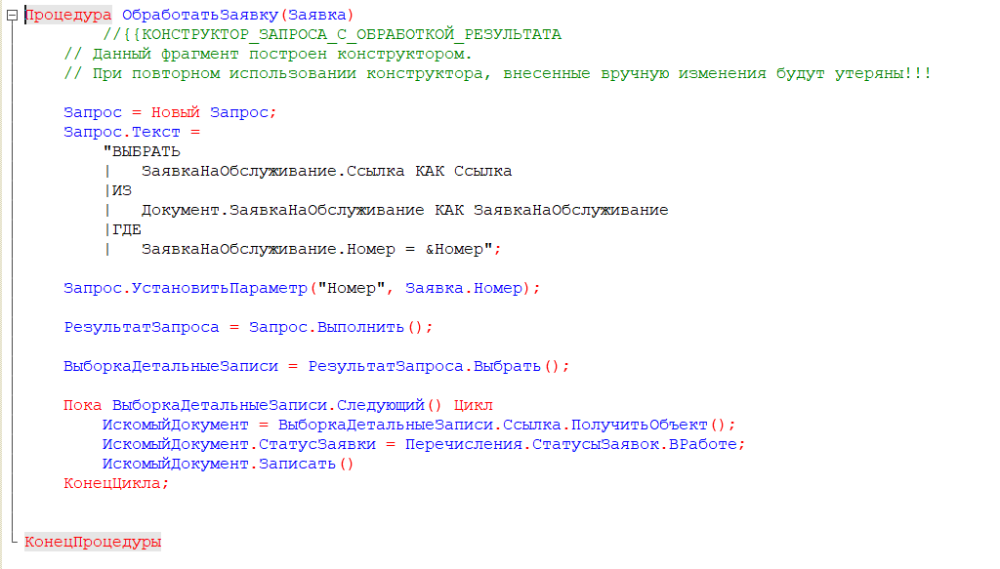 Процедура ОбработатьЗаявку(Заявка)
//{{КОНСТРУКТОР_ЗАПРОСА_С_ОБРАБОТКОЙ_РЕЗУЛЬТАТА
// Данный фрагмент построен конструктором.
// При повторном использовании конструктора, внесенные вручную изменения будут утеряны!!!
Запрос = Новый Запрос;
Запрос.Текст =
"ВЫБРАТЬ
|   ЗаявкаНаОбслуживание.Ссылка КАК Ссылка
|ИЗ
|   Документ.ЗаявкаНаОбслуживание КАК ЗаявкаНаОбслуживание
|ГДЕ
|   ЗаявкаНаОбслуживание.Номер = &Номер";
Запрос.УстановитьПараметр("Номер", Заявка.Номер);
РезультатЗапроса = Запрос.Выполнить();
ВыборкаДетальныеЗаписи = РезультатЗапроса.Выбрать();
Пока ВыборкаДетальныеЗаписи.Следующий() Цикл
ИскомыйДокумент = ВыборкаДетальныеЗаписи.Ссылка.ПолучитьОбъект();
ИскомыйДокумент.СтатусЗаявки = Перечисления.СтатусыЗаявок.ВРаботе;
ИскомыйДокумент.Записать()
КонецЦикла;
КонецПроцедуры